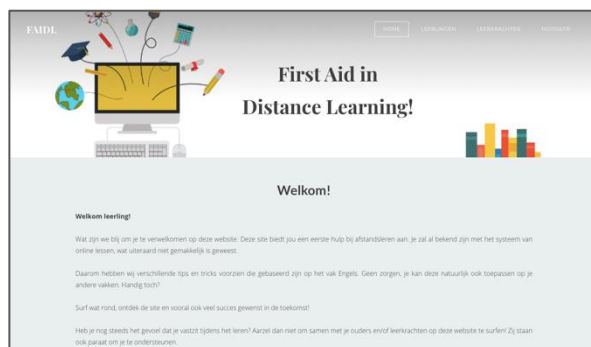 FAIDL
HOME LEERLINGEN LEERKRACHTEN MOTIVATIE
First Aid in
Distance Learning!
Welkom!
Welkom leerling!
Wat zijn we blij om je te verwelkomen op deze website. Deze site biedt jou een eerste hulp bij afstandsleren aan. Je zal al bekend zijn met het systeem van
online lessen, wat uiteraard niet gemakkelijk is geweest.
Daarom hebben wij verschillende tips en tricks voorzien die gebaseerd zijn op het vak Engels. Geen zorgen, je kan deze natuurlijk ook toepassen op je
andere vakken. Handig toch?
Surf wat rond, ontdek de site en vooral ook veel succes gewenst in de toekomst!
Heb je nog steeds het gevoel dat je vastzit tijdens het leren? Aarzel dan niet om samen met je ouders en/of leerkrachten op deze website te surfen! Zij staan
ook paraat om je te ondersteunen.